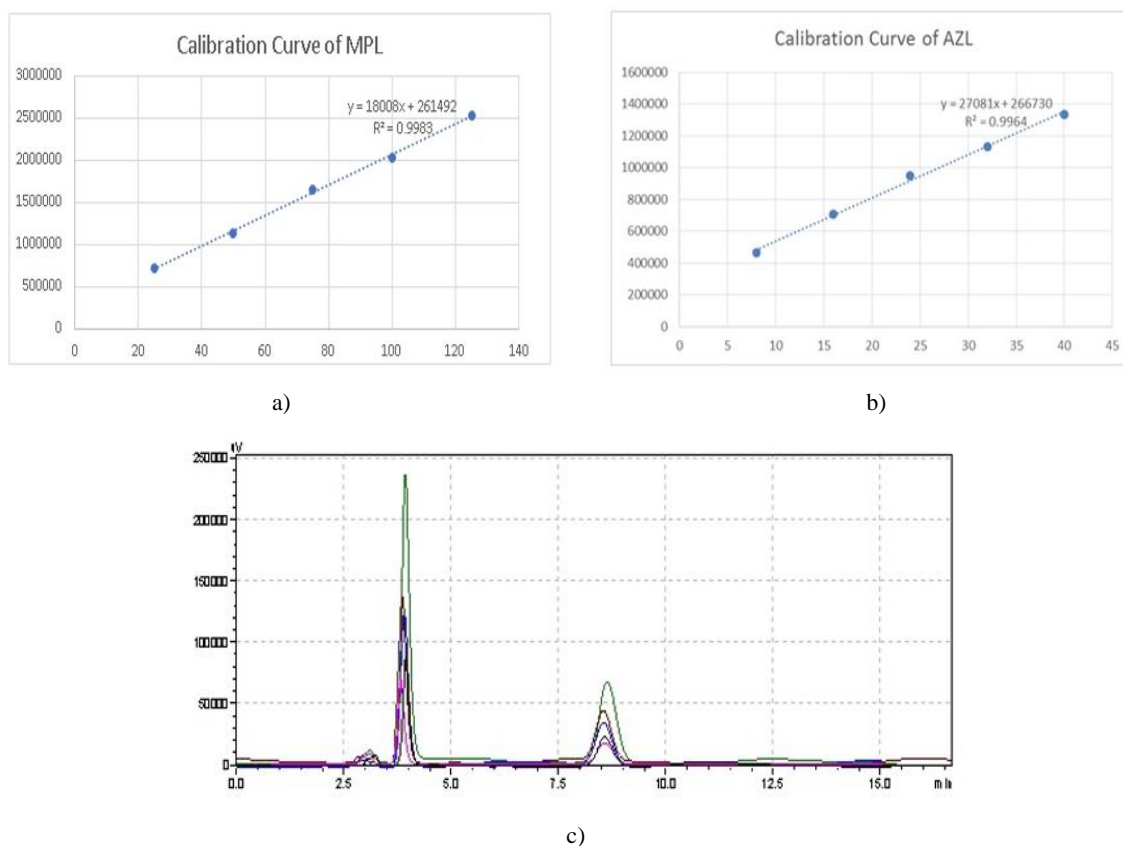 Calibration Curve of MPL
3000000
2500000
2000000
1500000
1000000
500000
0
y = 18008x + 261492
R² = 0.9983
0 20 40 60 80 100 120 140
a)
Calibration Curve of AZL
1600000
1400000
1200000
1000000
800000
600000
400000
200000
0
y = 27081x + 266730
R² = 0.9964
0 5 10 15 20 25 30 35 40 45
b)
250000
200000
150000
100000
50000
0
0.0 2.5 5.0 7.5 10.0 12.5 15.0 min
c)